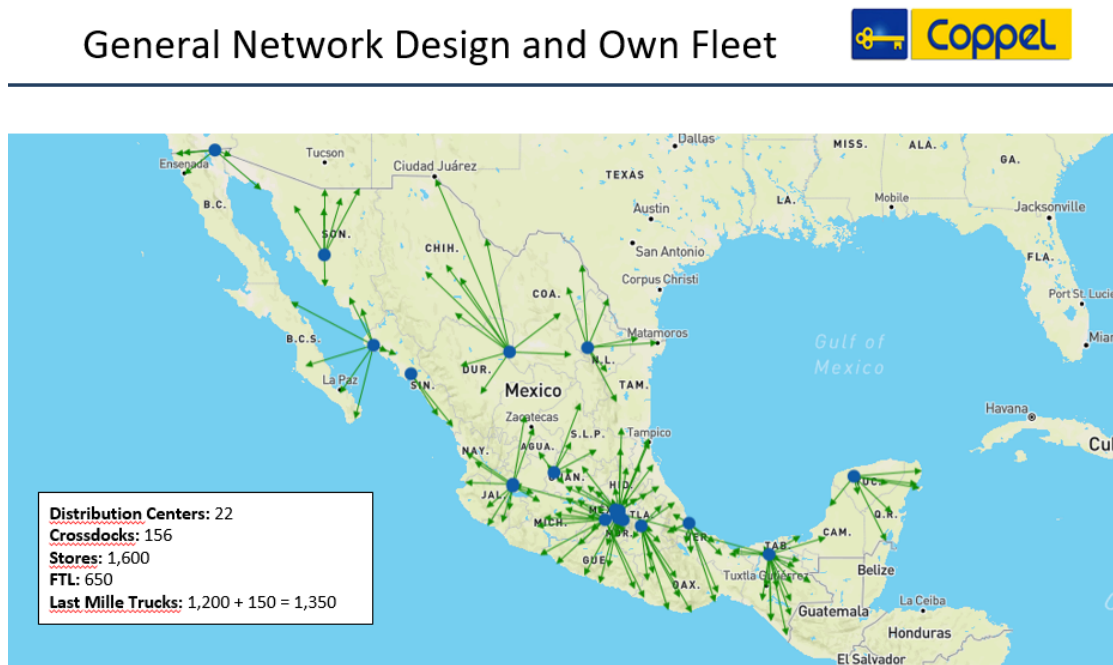 General Network Design and Own Fleet
Coppel
Dallas
MISS.
ALA.
GA.
Tucson
Ensenada
Ciudad Juárez
TEXAS
LA.
Mobile
Jacksonville
B.C.
Austin
SON.
San Antonio
CHIH.
FLA.
Corpus Christi
COA.
Port St. Lucie
B.C.S.
Matamoros
Gulf of
Mexico
N.L.
DUR.
La Paz
SIN.
TAM.
Mexico
Havana
Zacatecas
S.L.P.
Tampico
AGUA.
NAY.
JAL.
HID.
MICH.
TLA.
MOR.
Q.R.
CAM.
TAB.
GUE.
OAX.
Tuxtla Gutiérrez
Belize
La Ceiba
Guatemala
Honduras
El Salvador
Distribution Centers: 22
Crossdocks: 156
Stores: 1,600
FTL: 650
Last Mille Trucks: 1,200 + 150 = 1,350